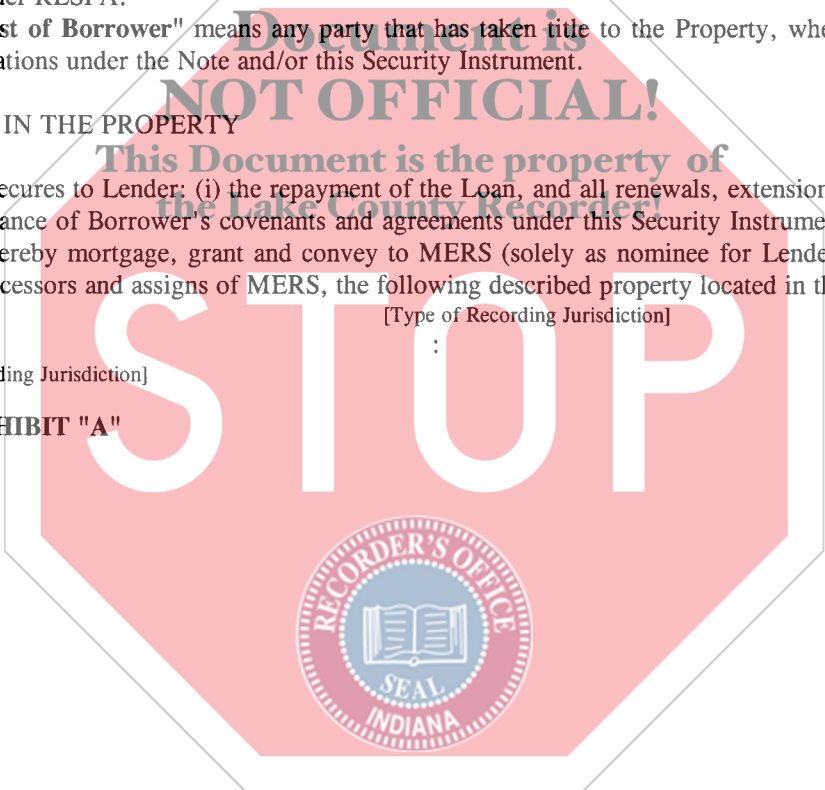 der RESPA.
Document is
st of Borrower" means any party that has taken title to the Property, whe
ations under the Note and/or this Security Instrument.
NOT OFFICIAL!
IN THE PROPERTY
This Document is the property of
ecures to Lender: (i) the repayment of the Loan, and all renewals, extension
the Lake County Recorder!
ance of Borrower's covenants and agreements under this Security Instrume
ereby mortgage, grant and convey to MERS (solely as nominee for Lende
cessors and assigns of MERS, the following described property located in th
[Type of Recording Jurisdiction]
:
ding Jurisdiction]
HIBIT "A"
STOP
RECORDER'S OFFICE
SEAL
INDIANA